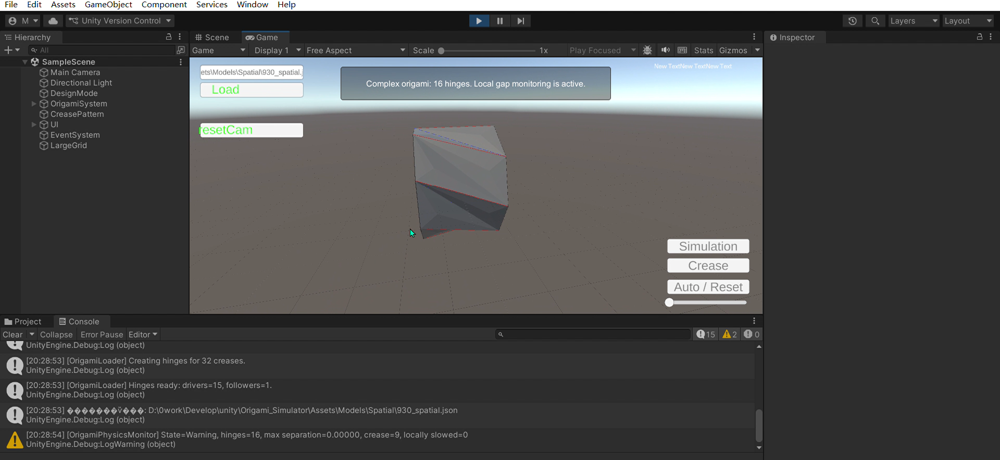 File Edit Assets GameObject Component Services Window Help
M Unity Version Control Layers Layout
Hierarchy Scene Game Inspector
All Game Display 1 Free Aspect Scale 1x Play Focused Stats Gizmos
SampleScene
Main Camera
Directional Light
DesignMode
OrigamiSystem
CreasePattern
UI
EventSystem
LargeGrid
ets\Models\Spatial\930_spatial.j
Load
resetCam
Complex origami: 16 hinges. Local gap monitoring is active.
New TextNew TextNew Text
Simulation
Crease
Auto / Reset
Project Console
Clear Collapse Error Pause Editor 15 2 0
UnityEngine.Debug:Log (object)
[20:28:53] [OrigamiLoader] Creating hinges for 32 creases.
UnityEngine.Debug:Log (object)
[20:28:53] [OrigamiLoader] Hinges ready: drivers=15, followers=1.
UnityEngine.Debug:Log (object)
[20:28:53] : D:\0work\Develop\unity\Origami_Simulator\Assets\Models\Spatial\930_spatial.json
UnityEngine.Debug:Log (object)
[20:28:54] [OrigamiPhysicsMonitor] State=Warning, hinges=16, max separation=0.00000, crease=9, locally slowed=0
UnityEngine.Debug:LogWarning (object)